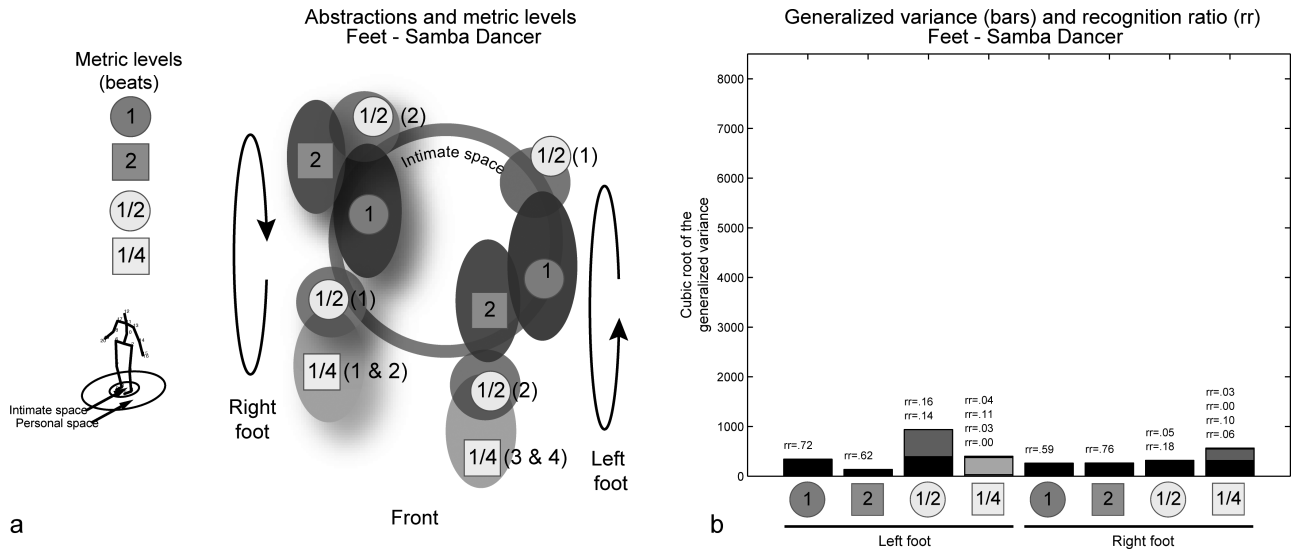 Abstractions and metric levels
Feet - Samba Dancer
Metric levels
(beats)
1
2
1/2
1/4
Intimate space
Personal space
1/2 (2)
2
1
Intimate space
1/2 (1)
1
2
1/2 (1)
1/4 (1 & 2)
1/2 (2)
1/4 (3 & 4)
Right
foot
Left
foot
Front
a
Generalized variance (bars) and recognition ratio (rr)
Feet - Samba Dancer
Cubic root of the
generalized variance
8000
7000
6000
5000
4000
3000
2000
1000
0
rr=.72
rr=.62
rr=.16
rr=.14
rr=.04
rr=.11
rr=.03
rr=.00
rr=.59
rr=.76
rr=.05
rr=.18
rr=.03
rr=.00
rr=.10
rr=.06
1 2 1/2 1/4 1 2 1/2 1/4
Left foot Right foot
b